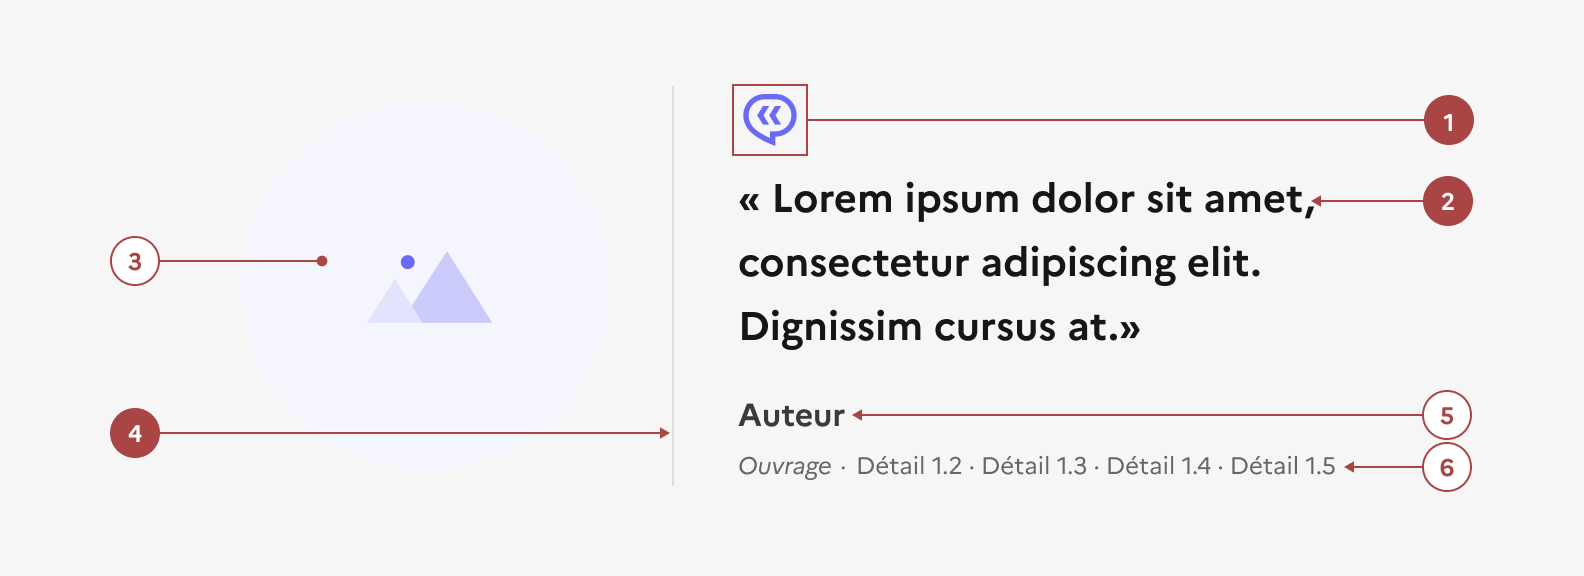 1
« Lorem ipsum dolor sit amet,
2
consectetur adipiscing elit.
3
Dignissim cursus at.»
Auteur
5
4
Ouvrage · Détail 1.2 · Détail 1.3 · Détail 1.4 · Détail 1.5
6